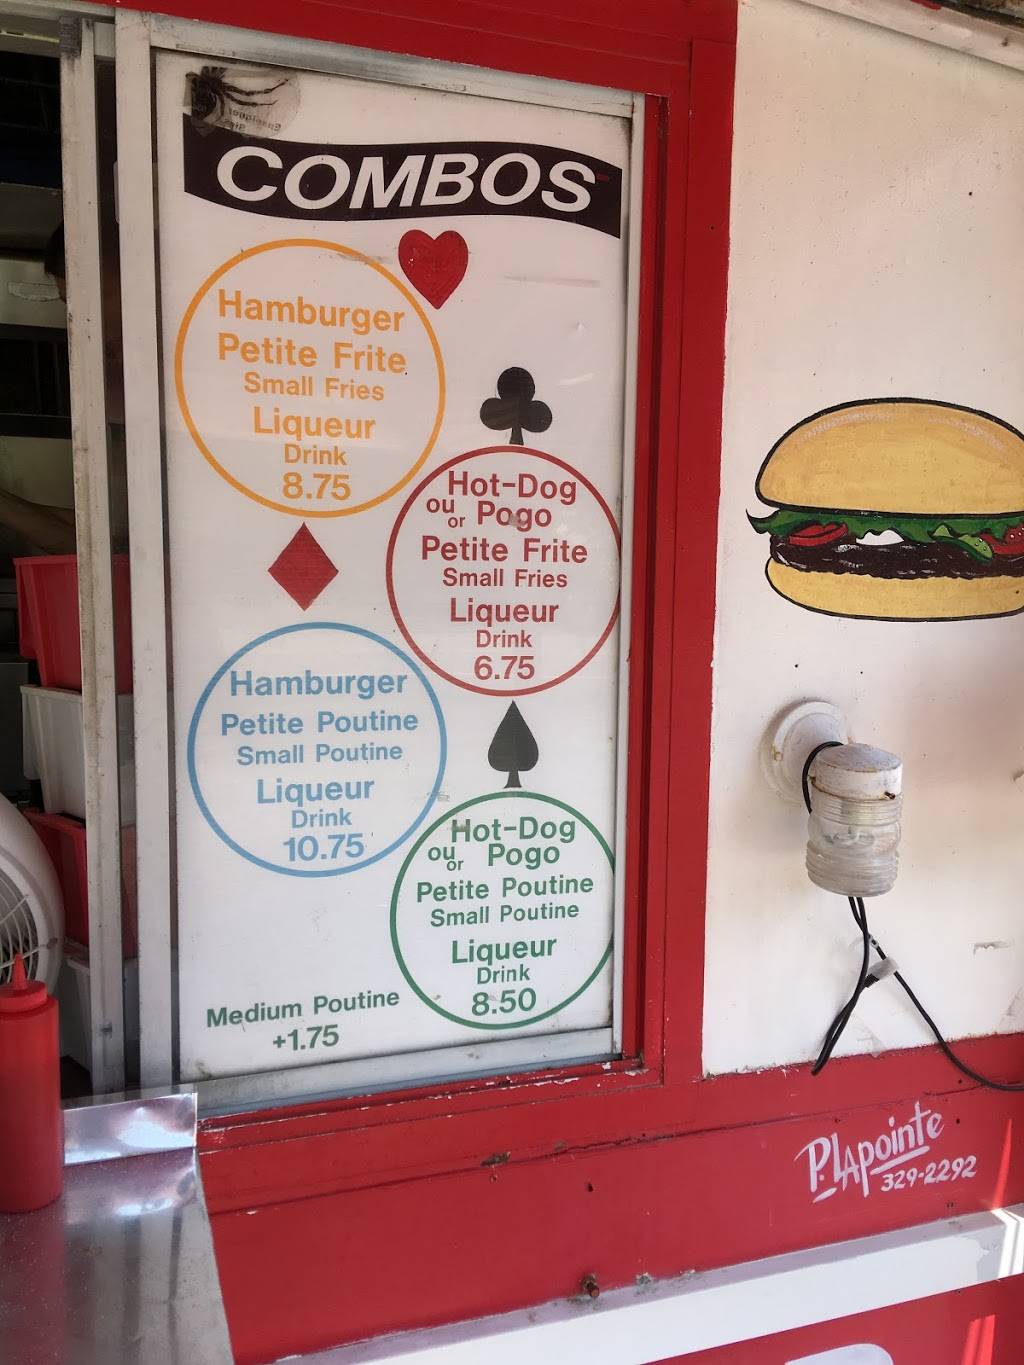 COMBOS
Hamburger
Petite Frite
Small Fries
Liqueur
Drink
8.75
Hot-Dog
ou or Pogo
Petite Frite
Small Fries
Liqueur
Drink
6.75
Hamburger
Petite Poutine
Small Poutine
Liqueur
Drink
10.75
Hot-Dog
ou or Pogo
Petite Poutine
Small Poutine
Liqueur
Drink
8.50
Medium Poutine
+1.75
P. LApointe
329-2292